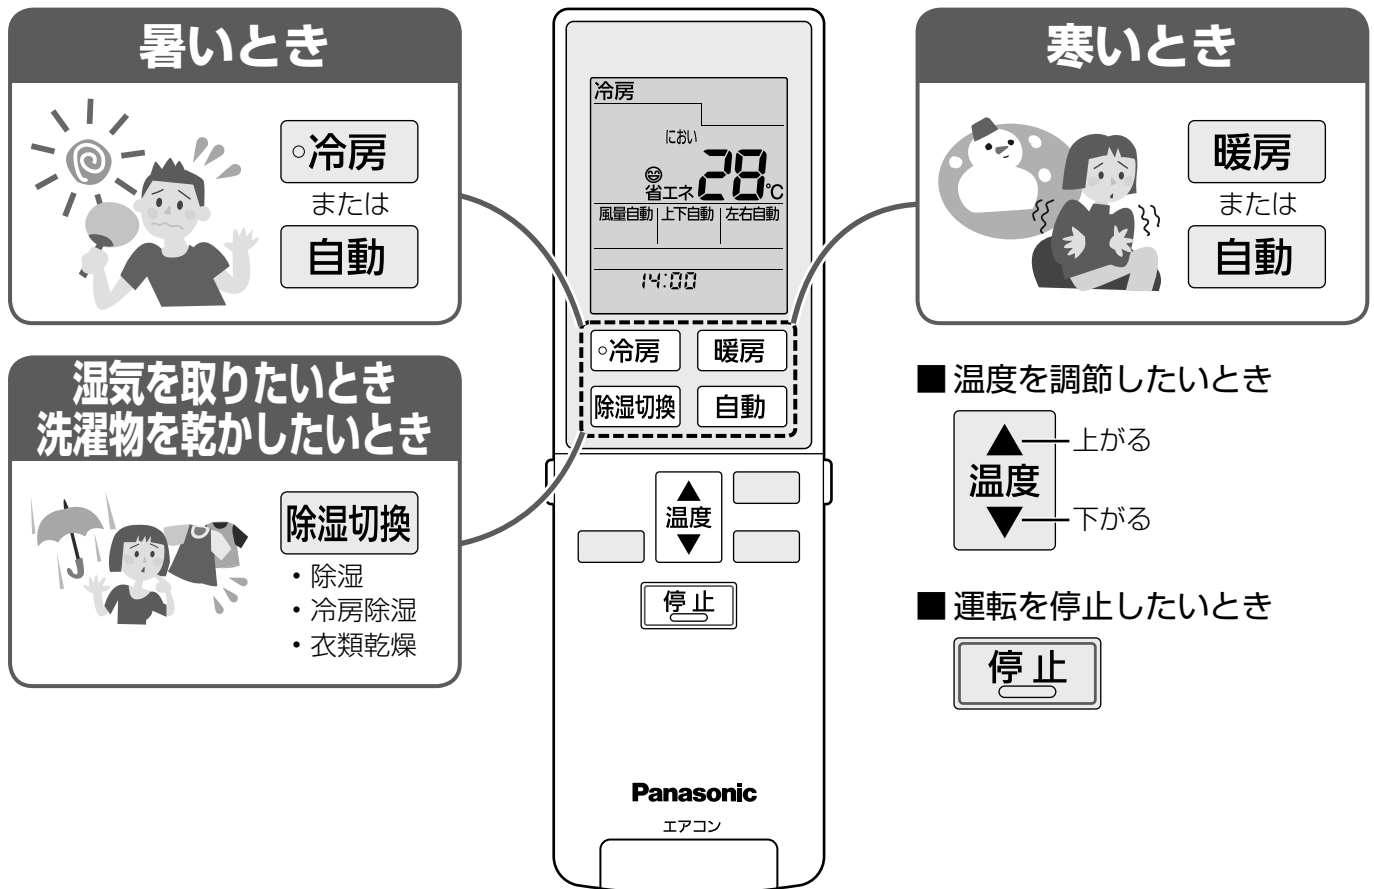 暑いとき
冷房
または
自動
湿気を取りたいとき
洗濯物を乾かしたいとき
除湿切換
・除湿
・冷房除湿
・衣類乾燥
冷房
におい
省エネ 28℃
風量自動 上下自動 左右自動
14:00
冷房 暖房
除湿切換 自動
▲
温度
▼
停止
Panasonic
エアコン
寒いとき
暖房
または
自動
■ 温度を調節したいとき
▲ 上がる
温度
▼ 下がる
■ 運転を停止したいとき
停止